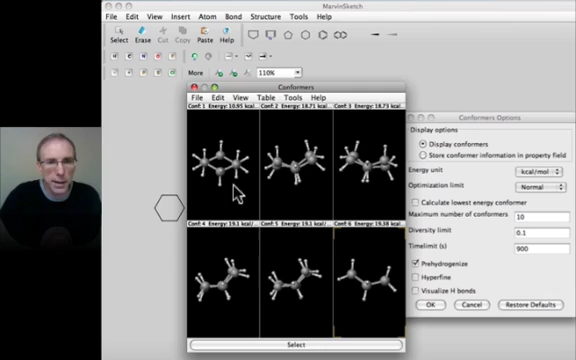 MarvinSketch
File Edit View Insert Atom Bond Structure Tools Help
Select Erase Cut Copy Paste Help
More 110%
Conformers
File Edit View Table Tools Help
Conf: 1 Energy: 10.95 kcal/... Conf: 2 Energy: 18.71 kcal/... Conf: 3 Energy: 18.73 kcal/...
Conf: 4 Energy: 19.1 kcal/... Conf: 5 Energy: 19.1 kcal/... Conf: 6 Energy: 19.38 kcal/...
Select
Conformers Options
Display options
Display conformers
Store conformer information in property field
Energy unit kcal/mol
Optimization limit Normal
Calculate lowest energy conformer
Maximum number of conformers 10
Diversity limit 0.1
Timelimit (s) 900
Prehydrogenize
Hyperfine
Visualize H bonds
OK Cancel Restore Defaults